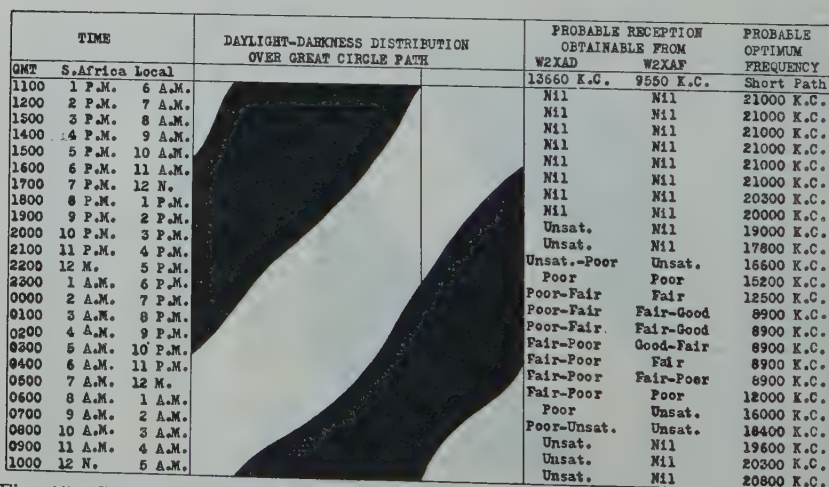 TIME DAYLIGHT-DARKNESS DISTRIBUTION OVER GREAT CIRCLE PATH PROBABLE RECEPTION OBTAINABLE FROM PROBABLE OPTIMUM FREQUENCY
GMT S.Africa Local W2XAD 13660 K.C. W2XAF 9550 K.C. Short Path
1100 1 P.M. 6 A.M. Nil Nil 21000 K.C.
1200 2 P.M. 7 A.M. Nil Nil 21000 K.C.
1300 3 P.M. 8 A.M. Nil Nil 21000 K.C.
1400 4 P.M. 9 A.M. Nil Nil 21000 K.C.
1500 5 P.M. 10 A.M. Nil Nil 21000 K.C.
1600 6 P.M. 11 A.M. Nil Nil 21000 K.C.
1700 7 P.M. 12 N. Nil Nil 20300 K.C.
1800 8 P.M. 1 P.M. Nil Nil 20000 K.C.
1900 9 P.M. 2 P.M. Unsat. Nil 19000 K.C.
2000 10 P.M. 3 P.M. Unsat. Nil 17800 K.C.
2100 11 P.M. 4 P.M. Unsat.-Poor Unsat. 16600 K.C.
2200 12 M. 5 P.M. Poor Poor 15200 K.C.
2300 1 A.M. 6 P.M. Poor-Fair Fair 12500 K.C.
0000 2 A.M. 7 P.M. Poor-Fair Fair-Good 8900 K.C.
0100 3 A.M. 8 P.M. Poor-Fair Fair-Good 8900 K.C.
0200 4 A.M. 9 P.M. Fair-Poor Good-Fair 8900 K.C.
0300 5 A.M. 10 P.M. Fair-Poor Fair 8900 K.C.
0400 6 A.M. 11 P.M. Fair-Poor Fair-Poer 8900 K.C.
0500 7 A.M. 12 M. Fair-Poor Poor 12000 K.C.
0600 8 A.M. 1 A.M. Poor Unsat. 16000 K.C.
0700 9 A.M. 2 A.M. Poor-Unsat. Unsat. 18400 K.C.
0800 10 A.M. 3 A.M. Unsat. Nil 19600 K.C.
0900 11 A.M. 4 A.M. Unsat. Nil 20300 K.C.
1000 12 N. 5 A.M. Unsat. Nil 20800 K.C.